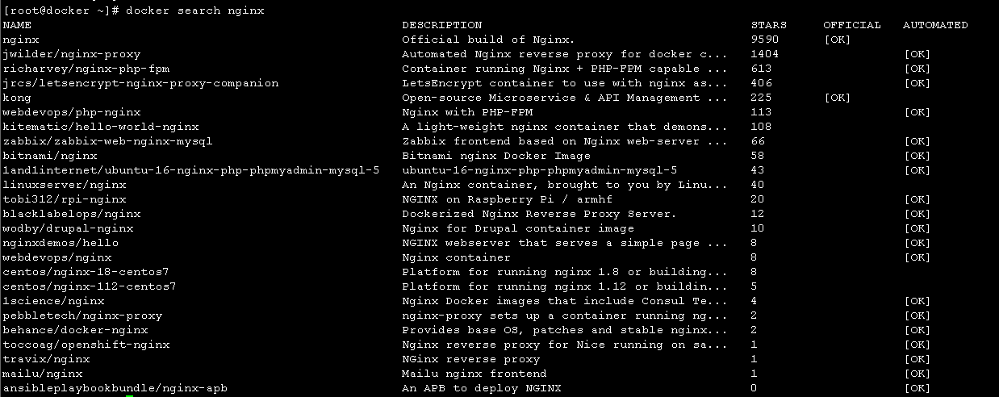 [root@docker ~]# docker search nginx
NAME DESCRIPTION STARS OFFICIAL AUTOMATED
nginx Official build of Nginx. 9590 [OK]
jwilder/nginx-proxy Automated Nginx reverse proxy for docker c... 1404 [OK]
richarvey/nginx-php-fpm Container running Nginx + PHP-FPM capable ... 613 [OK]
jrcs/letsencrypt-nginx-proxy-companion LetsEncrypt container to use with nginx as... 406 [OK]
kong Open-source Microservice & API Management ... 225 [OK]
webdevops/php-nginx Nginx with PHP-FPM 113 [OK]
kitematic/hello-world-nginx A light-weight nginx container that demons... 108
zabbix/zabbix-web-nginx-mysql Zabbix frontend based on Nginx web-server ... 66 [OK]
bitnami/nginx Bitnami nginx Docker Image 58 [OK]
1and1internet/ubuntu-16-nginx-php-phpmyadmin-mysql-5 ubuntu-16-nginx-php-phpmyadmin-mysql-5 43 [OK]
linuxserver/nginx An Nginx container, brought to you by Linu... 40
tobi312/rpi-nginx NGINX on Raspberry Pi / armhf 20 [OK]
blacklabelops/nginx Dockerized Nginx Reverse Proxy Server. 12 [OK]
wodby/drupal-nginx Nginx for Drupal container image 10 [OK]
nginxdemos/hello NGINX webserver that serves a simple page ... 8 [OK]
webdevops/nginx Nginx container 8 [OK]
centos/nginx-18-centos7 Platform for running nginx 1.8 or building... 8
centos/nginx-112-centos7 Platform for running nginx 1.12 or buildin... 5
1science/nginx Nginx Docker images that include Consul Te... 4 [OK]
pebbletech/nginx-proxy nginx-proxy sets up a container running ng... 2 [OK]
behance/docker-nginx Provides base OS, patches and stable nginx... 2 [OK]
toccoag/openshift-nginx Nginx reverse proxy for Nice running on sa... 1 [OK]
travix/nginx NGinx reverse proxy 1 [OK]
mailu/nginx Mailu nginx frontend 1 [OK]
ansibleplaybookbundle/nginx-apb An APB to deploy NGINX 0 [OK]